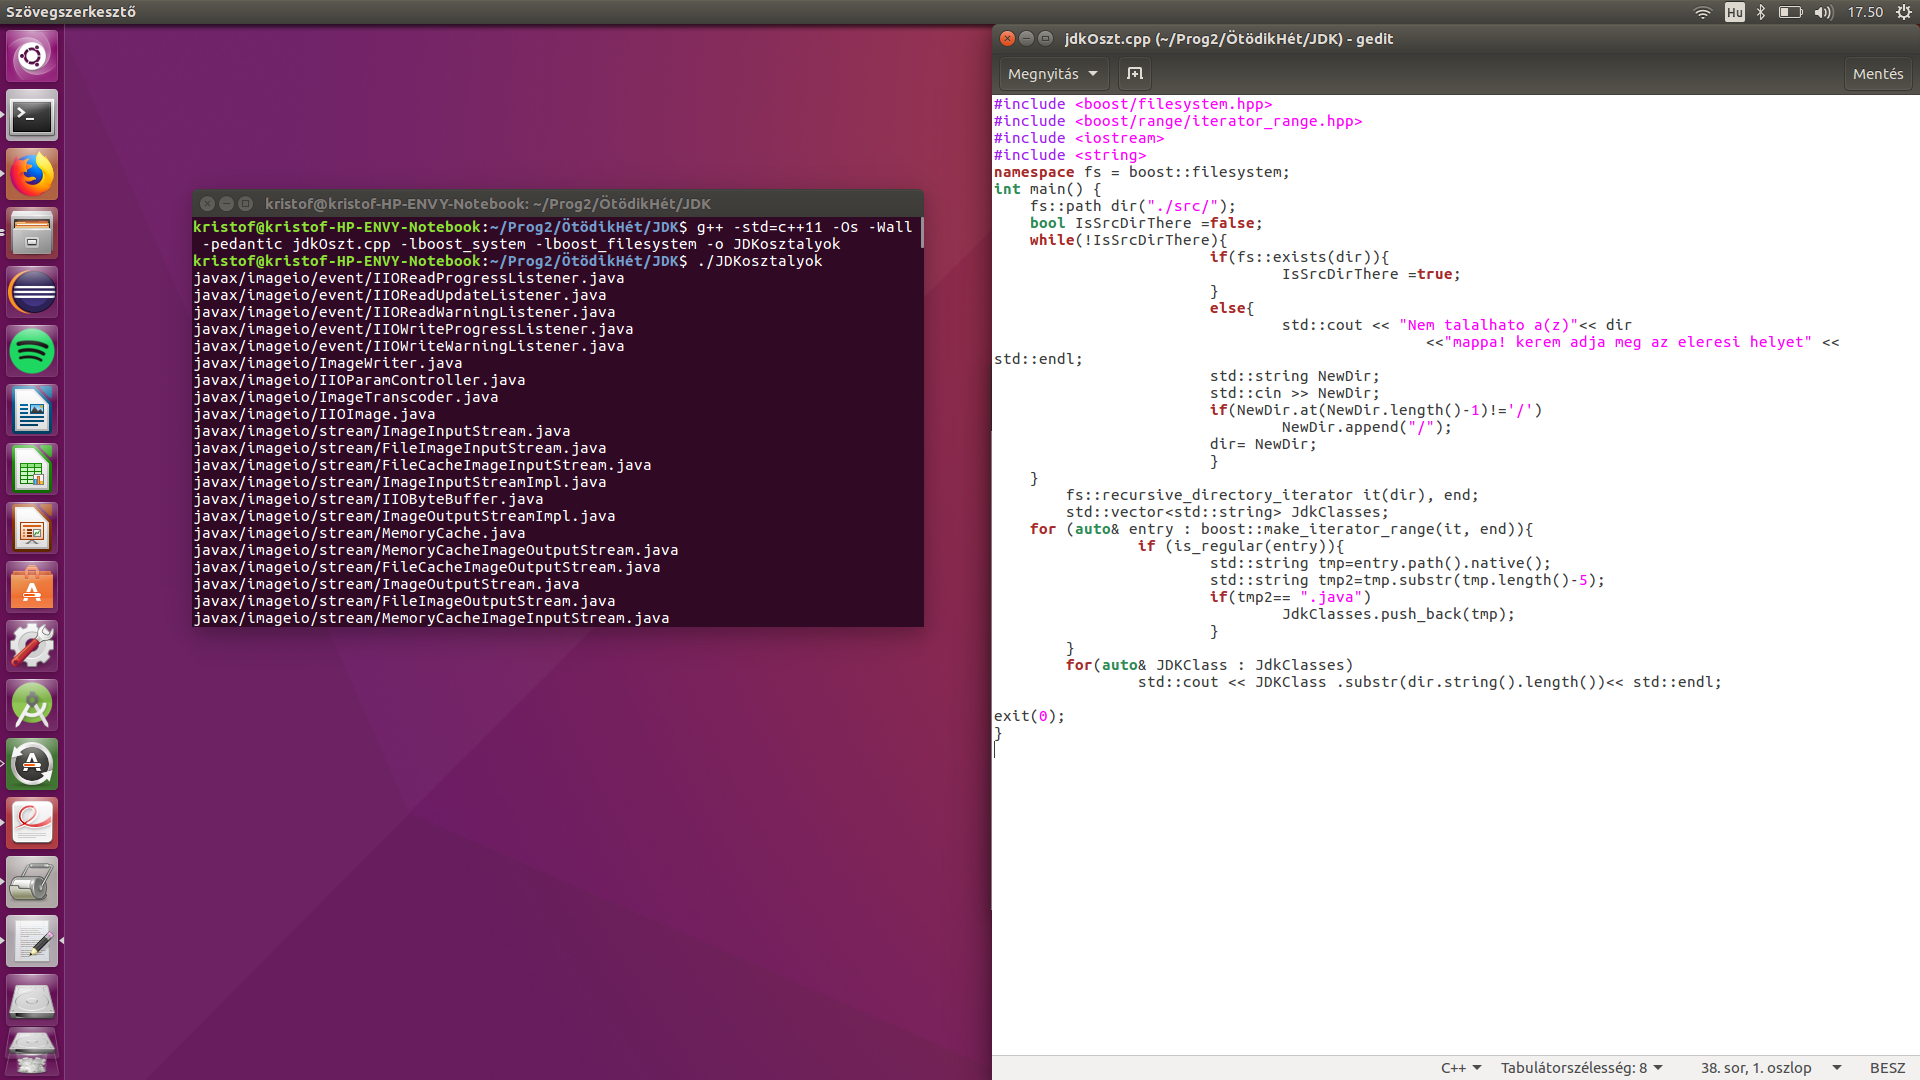 Szövegszerkesztő
Hu
17.50
kristof@kristof-HP-ENVY-Notebook: ~/Prog2/ÖtödikHét/JDK
kristof@kristof-HP-ENVY-Notebook:~/Prog2/ÖtödikHét/JDK$ g++ -std=c++11 -Os -Wall
-pedantic jdkOszt.cpp -lboost_system -lboost_filesystem -o JDKosztalyok
kristof@kristof-HP-ENVY-Notebook:~/Prog2/ÖtödikHét/JDK$ ./JDKosztalyok
javax/imageio/event/IIOReadProgressListener.java
javax/imageio/event/IIOReadUpdateListener.java
javax/imageio/event/IIOReadWarningListener.java
javax/imageio/event/IIOWriteProgressListener.java
javax/imageio/event/IIOWriteWarningListener.java
javax/imageio/ImageWriter.java
javax/imageio/IIOParamController.java
javax/imageio/ImageTranscoder.java
javax/imageio/IIOImage.java
javax/imageio/stream/ImageInputStream.java
javax/imageio/stream/FileImageInputStream.java
javax/imageio/stream/FileCacheImageInputStream.java
javax/imageio/stream/ImageInputStreamImpl.java
javax/imageio/stream/IIOByteBuffer.java
javax/imageio/stream/ImageOutputStreamImpl.java
javax/imageio/stream/MemoryCache.java
javax/imageio/stream/MemoryCacheImageOutputStream.java
javax/imageio/stream/FileCacheImageOutputStream.java
javax/imageio/stream/ImageOutputStream.java
javax/imageio/stream/FileImageOutputStream.java
javax/imageio/stream/MemoryCacheImageInputStream.java
jdkOszt.cpp (~/Prog2/ÖtödikHét/JDK) - gedit
Megnyitás
Mentés
#include <boost/filesystem.hpp>
#include <boost/range/iterator_range.hpp>
#include <iostream>
#include <string>
namespace fs = boost::filesystem;
int main() {
fs::path dir("./src/");
bool IsSrcDirThere =false;
while(!IsSrcDirThere){
if(fs::exists(dir)){
IsSrcDirThere =true;
}
else{
std::cout << "Nem talalhato a(z)"<< dir
<<"mappa! kerem adja meg az eleresi helyet" <<
std::endl;
std::string NewDir;
std::cin >> NewDir;
if(NewDir.at(NewDir.length()-1)!='/')
NewDir.append("/");
dir= NewDir;
}
}
fs::recursive_directory_iterator it(dir), end;
std::vector<std::string> JdkClasses;
for (auto& entry : boost::make_iterator_range(it, end)){
if (is_regular(entry)){
std::string tmp=entry.path().native();
std::string tmp2=tmp.substr(tmp.length()-5);
if(tmp2== ".java")
JdkClasses.push_back(tmp);
}
}
for(auto& JDKClass : JdkClasses)
std::cout << JDKClass .substr(dir.string().length())<< std::endl;
exit(0);
}
C++
Tabulátorszélesség: 8
38. sor, 1. oszlop
BESZ